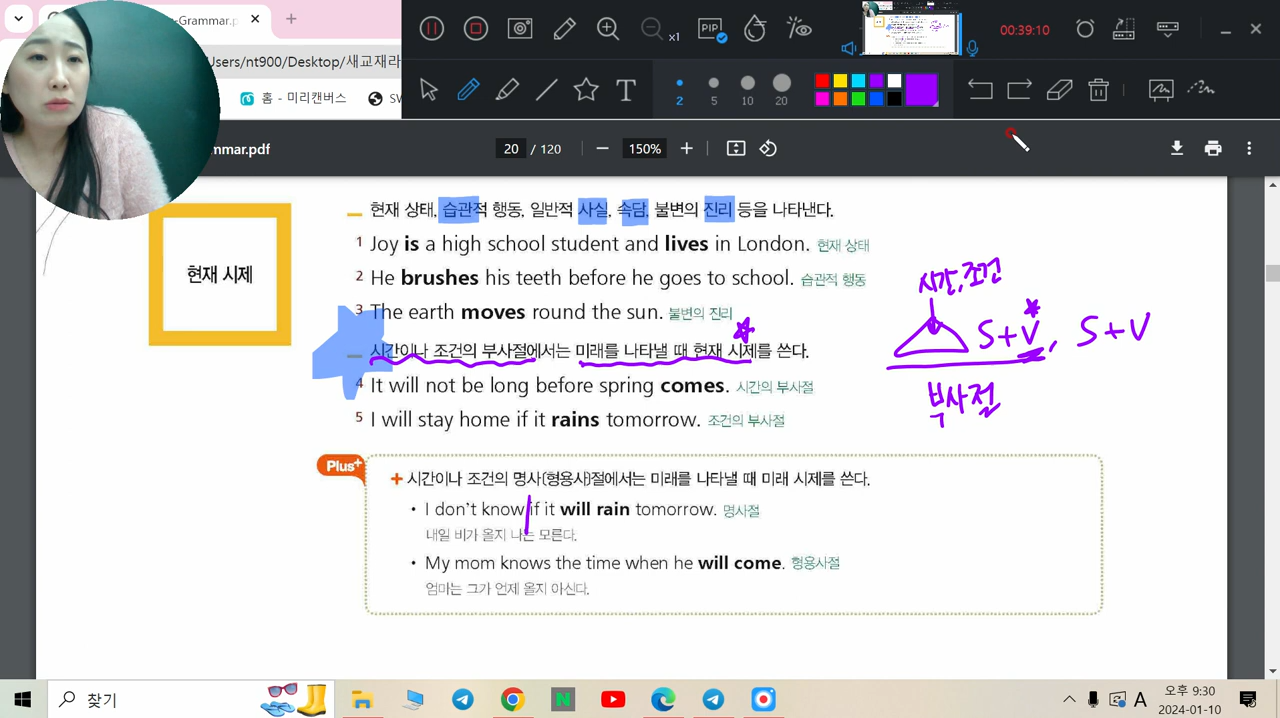 Grammar.p
x1
PiP
00:39:10
sers/nt900/Desktop/새교재라
홈 - 미리캔버스
T
2
5
10
20
mmar.pdf
20 / 120
150%
현재 시제
현재 상태, 습관적 행동, 일반적 사실, 속담, 불변의 진리 등을 나타낸다.
1 Joy is a high school student and lives in London. 현재 상태
2 He brushes his teeth before he goes to school. 습관적 행동
3 The earth moves round the sun. 불변의 진리
시간이나 조건의 부사절에서는 미래를 나타낼 때 현재 시제를 쓴다.
4 It will not be long before spring comes. 시간의 부사절
5 I will stay home if it rains tomorrow. 조건의 부사절
시간, 조건
S+V, S+V
부사절
Plus+
+ 시간이나 조건의 명사(형용사)절에서는 미래를 나타낼 때 미래 시제를 쓴다.
• I don't know if it will rain tomorrow. 명사절
내일 비가 올지 나는 모른다.
• My mom knows the time when he will come. 형용사절
엄마는 그가 언제 올지 아신다.
찾기
N
A
오후 9:30
2024-01-10